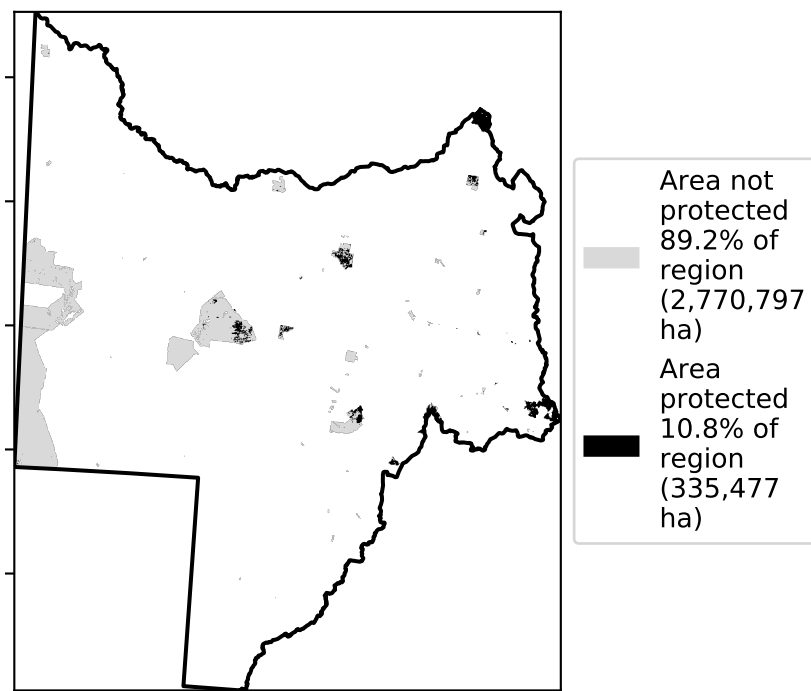 Area not
protected
89.2% of
region
(2,770,797
ha)
Area
protected
10.8% of
region
(335,477
ha)